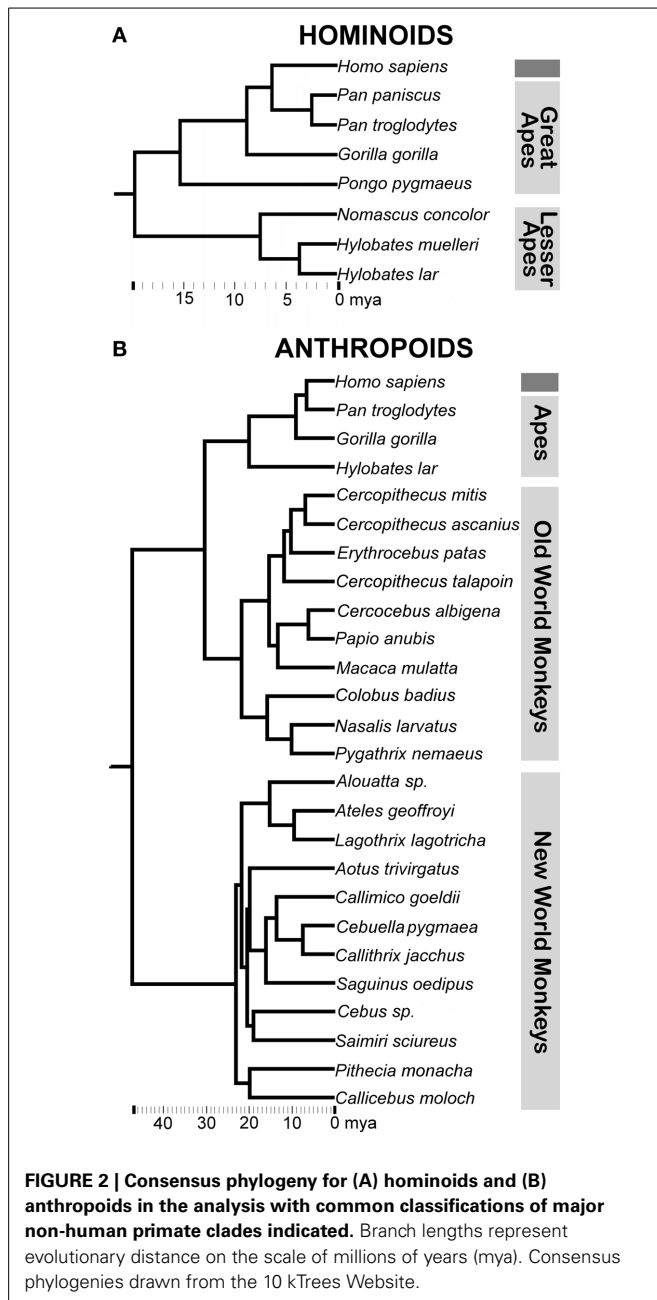 A
HOMINOIDS
Homo sapiens
Pan paniscus
Pan troglodytes
Gorilla gorilla
Pongo pygmaeus
Nomascus concolor
Hylobates muelleri
Hylobates lar
Great
Apes
Lesser
Apes
15 10 5 0 mya
B
ANTHROPOIDS
Homo sapiens
Pan troglodytes
Gorilla gorilla
Hylobates lar
Apes
Cercopithecus mitis
Cercopithecus ascanius
Erythrocebus patas
Cercopithecus talapoin
Cercocebus albigena
Papio anubis
Macaca mulatta
Colobus badius
Nasalis larvatus
Pygathrix nemaeus
Old World Monkeys
Alouatta sp.
Ateles geoffroyi
Lagothrix lagotricha
Aotus trivirgatus
Callimico goeldii
Cebuella pygmaea
Callithrix jacchus
Saguinus oedipus
Cebus sp.
Saimiri sciureus
Pithecia monacha
Callicebus moloch
New World Monkeys
40 30 20 10 0 mya
FIGURE 2 | Consensus phylogeny for (A) hominoids and (B)
anthropoids in the analysis with common classifications of major
non-human primate clades indicated. Branch lengths represent
evolutionary distance on the scale of millions of years (mya). Consensus
phylogenies drawn from the 10 kTrees Website.